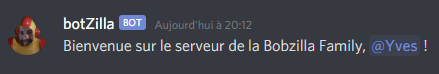 botZilla BOT Aujourd'hui à 20:12
Bienvenue sur le serveur de la Bobzilla Family, @Yves !